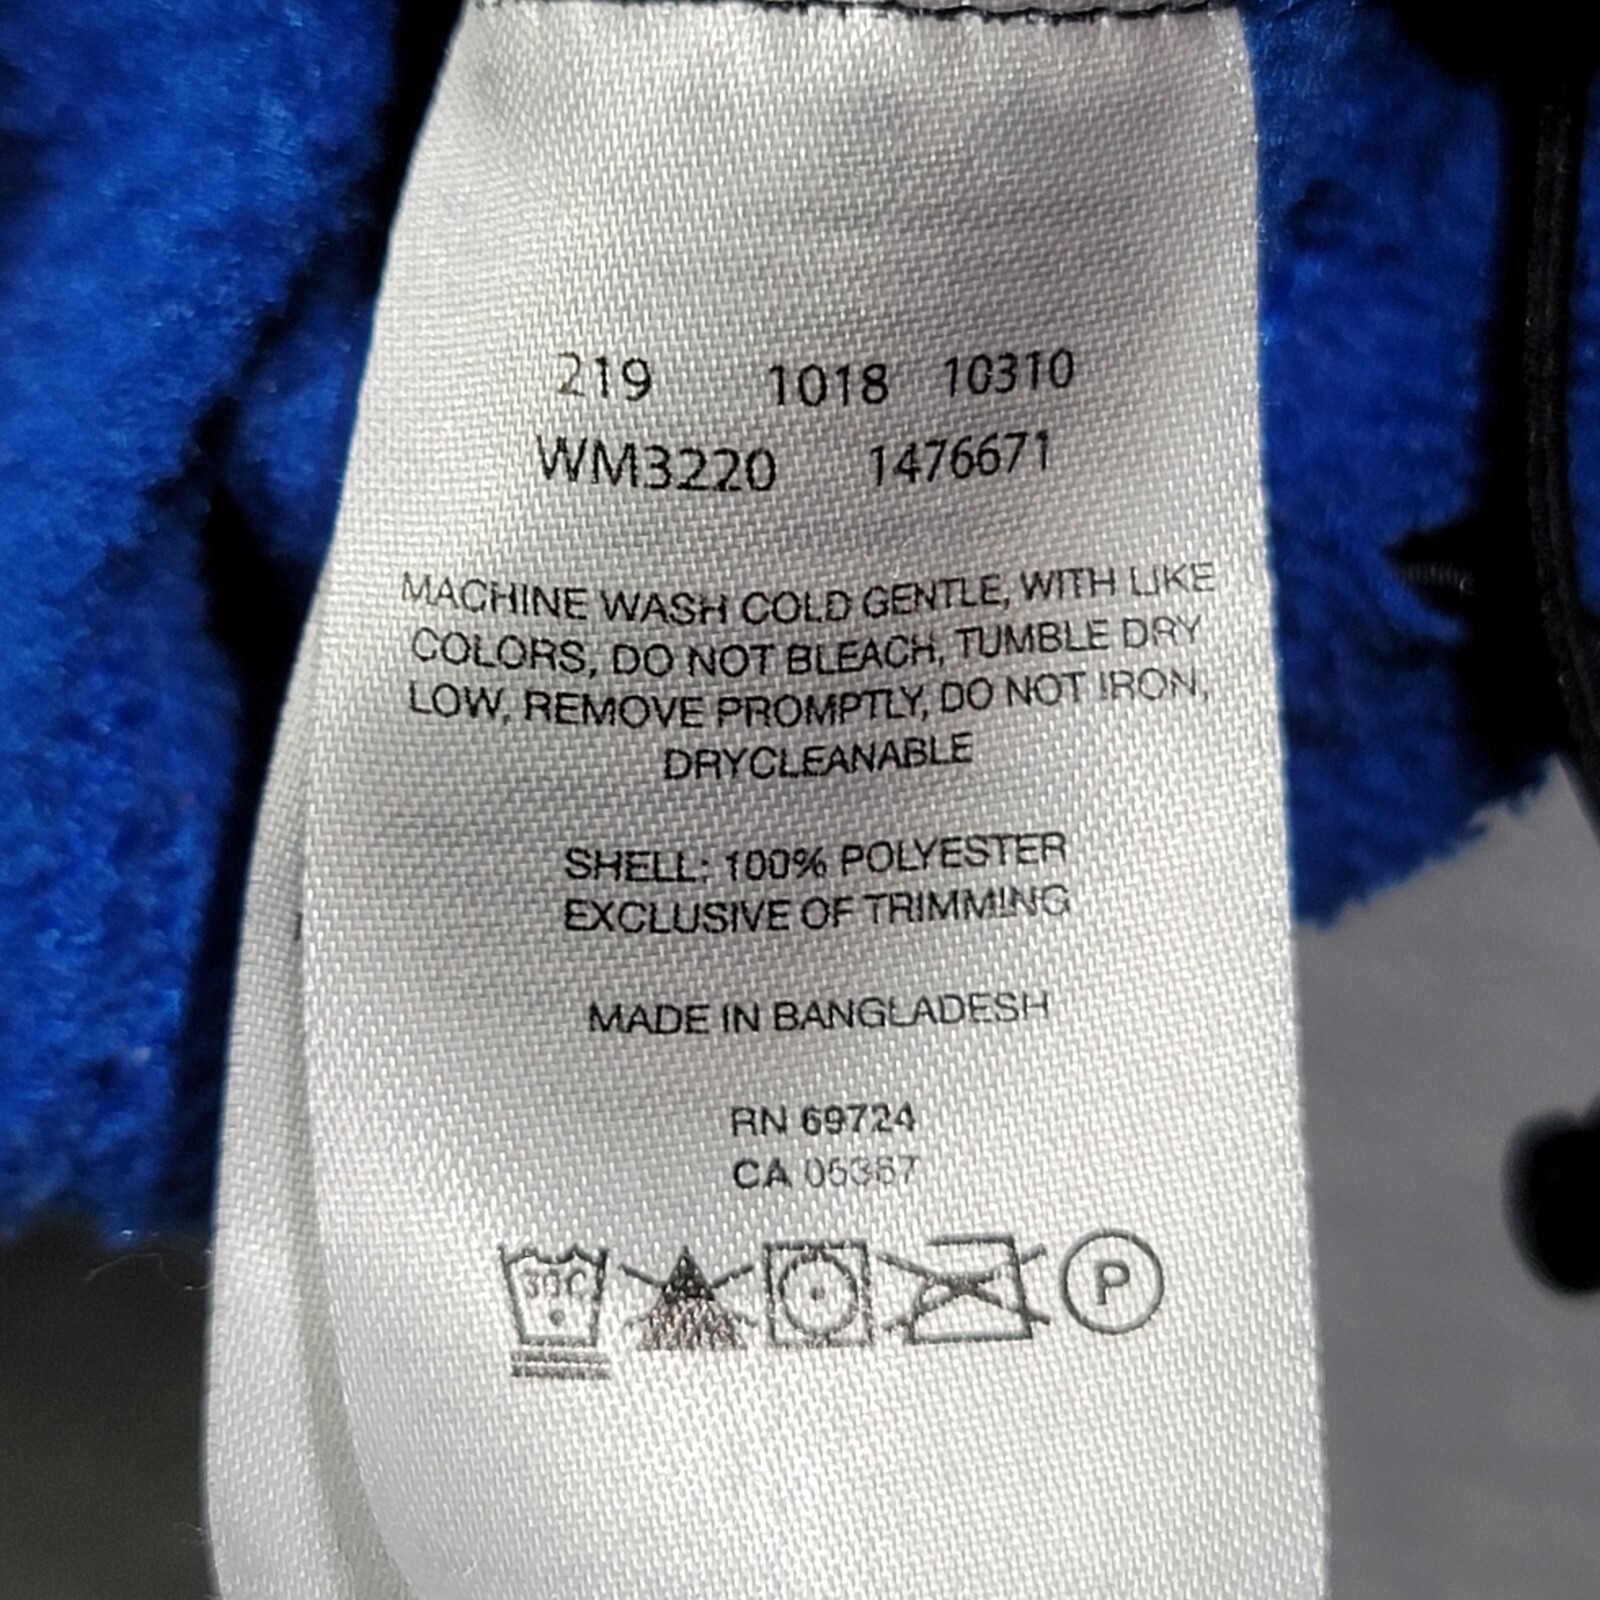 219 1018 10310
WM3220 1476671
MACHINE WASH COLD GENTLE, WITH LIKE
COLORS, DO NOT BLEACH, TUMBLE DRY
LOW, REMOVE PROMPTLY, DO NOT IRON,
DRYCLEANABLE
SHELL: 100% POLYESTER
EXCLUSIVE OF TRIMMING
MADE IN BANGLADESH
RN 69724
CA 05367
30C P